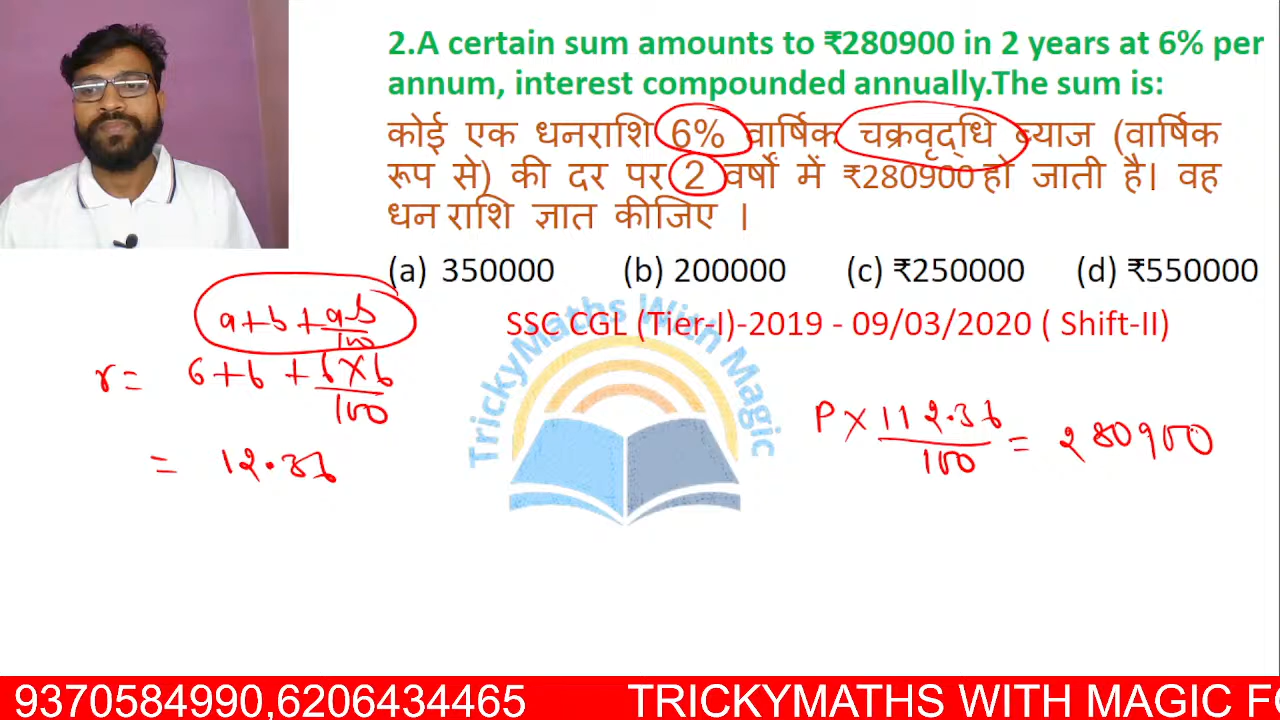 2.A certain sum amounts to ₹280900 in 2 years at 6% per
annum, interest compounded annually.The sum is:
कोई एक धनराशि 6% वार्षिक चक्रवृद्धि ब्याज (वार्षिक
रूप से) की दर पर 2 वर्षों में ₹280900 हो जाती है। वह
धन राशि ज्ञात कीजिए ।
(a) 350000 (b) 200000 (c) ₹250000 (d) ₹550000
SSC CGL (Tier-I)-2019 - 09/03/2020 ( Shift-II)
TrickyMaths With Magic
a+b+ab/100
r= 6+6+6×6/100
= 12.36
P×112.36/100 = 280900
9370584990,6206434465 TRICKYMATHS WITH MAGIC FO